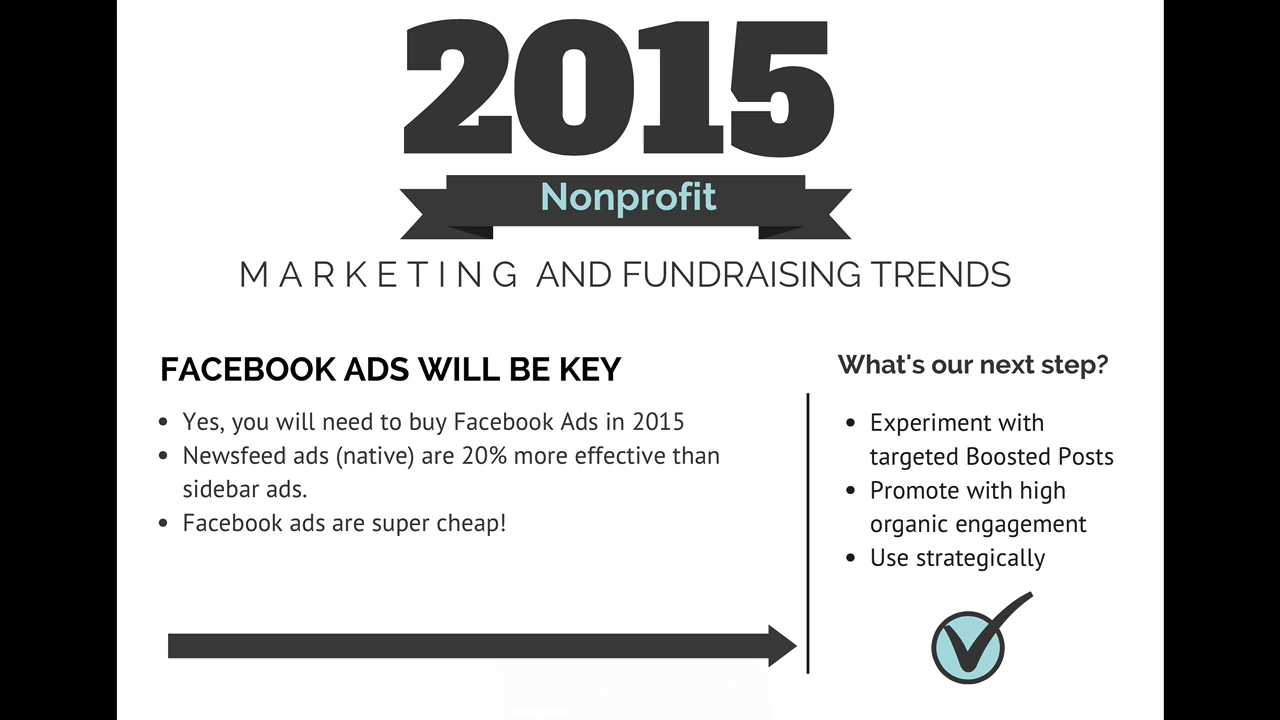 2015
Nonprofit
MARKETING AND FUNDRAISING TRENDS
FACEBOOK ADS WILL BE KEY
• Yes, you will need to buy Facebook Ads in 2015
• Newsfeed ads (native) are 20% more effective than
sidebar ads.
• Facebook ads are super cheap!
What's our next step?
• Experiment with
targeted Boosted Posts
• Promote with high
organic engagement
• Use strategically